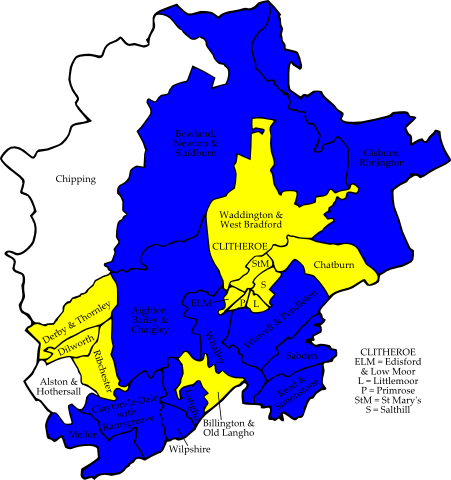 Bowland,
Newton &
Slaidburn
Gisburn,
Rimington
Chipping
Waddington &
West Bradford
CLITHEROE
StM
Chatburn
S
ELM
P
L
Aighton
Bailey &
Chaigley
Derby & Thornley
Dilworth
Ribchester
Whalley
Wiswell & Pendleton
Sabden
Read &
Simonstone
Alston &
Hothersall
Clayton-le-Dale
with
Ramsgreave
Mellor
Langho
Billington &
Old Langho
Wilpshire
CLITHEROE
ELM = Edisford
& Low Moor
L = Littlemoor
P = Primrose
StM = St Mary's
S = Salthill